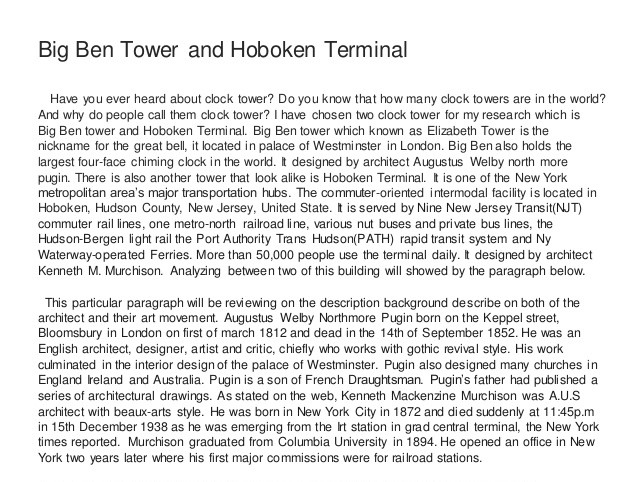 Big Ben Tower and Hoboken Terminal
Have you ever heard about clock tower? Do you know that how many clock towers are in the world?
And why do people call them clock tower? I have chosen two clock tower for my research which is
Big Ben tower and Hoboken Terminal. Big Ben tower which known as Elizabeth Tower is the
nickname for the great bell, it located in palace of Westminster in London. Big Ben also holds the
largest four-face chiming clock in the world. It designed by architect Augustus Welby north more
pugin. There is also another tower that look alike is Hoboken Terminal. It is one of the New York
metropolitan area's major transportation hubs. The commuter-oriented intermodal facility is located in
Hoboken, Hudson County, New Jersey, United State. It is served by Nine New Jersey Transit(NJT)
commuter rail lines, one metro-north railroad line, various nut buses and private bus lines, the
Hudson-Bergen light rail the Port Authority Trans Hudson(PATH) rapid transit system and Ny
Waterway-operated Ferries. More than 50,000 people use the terminal daily. It designed by architect
Kenneth M. Murchison. Analyzing between two of this building will showed by the paragraph below.
This particular paragraph will be reviewing on the description background describe on both of the
architect and their art movement. Augustus Welby Northmore Pugin born on the Keppel street,
Bloomsbury in London on first of march 1812 and dead in the 14th of September 1852. He was an
English architect, designer, artist and critic, chiefly who works with gothic revival style. His work
culminated in the interior design of the palace of Westminster. Pugin also designed many churches in
England Ireland and Australia. Pugin is a son of French Draughtsman. Pugin's father had published a
series of architectural drawings. As stated on the web, Kenneth Mackenzine Murchison was A.U.S
architect with beaux-arts style. He was born in New York City in 1872 and died suddenly at 11:45p.m
in 15th December 1938 as he was emerging from the Irt station in grad central terminal, the New York
times reported. Murchison graduated from Columbia University in 1894. He opened an office in New
York two years later where his first major commissions were for railroad stations.